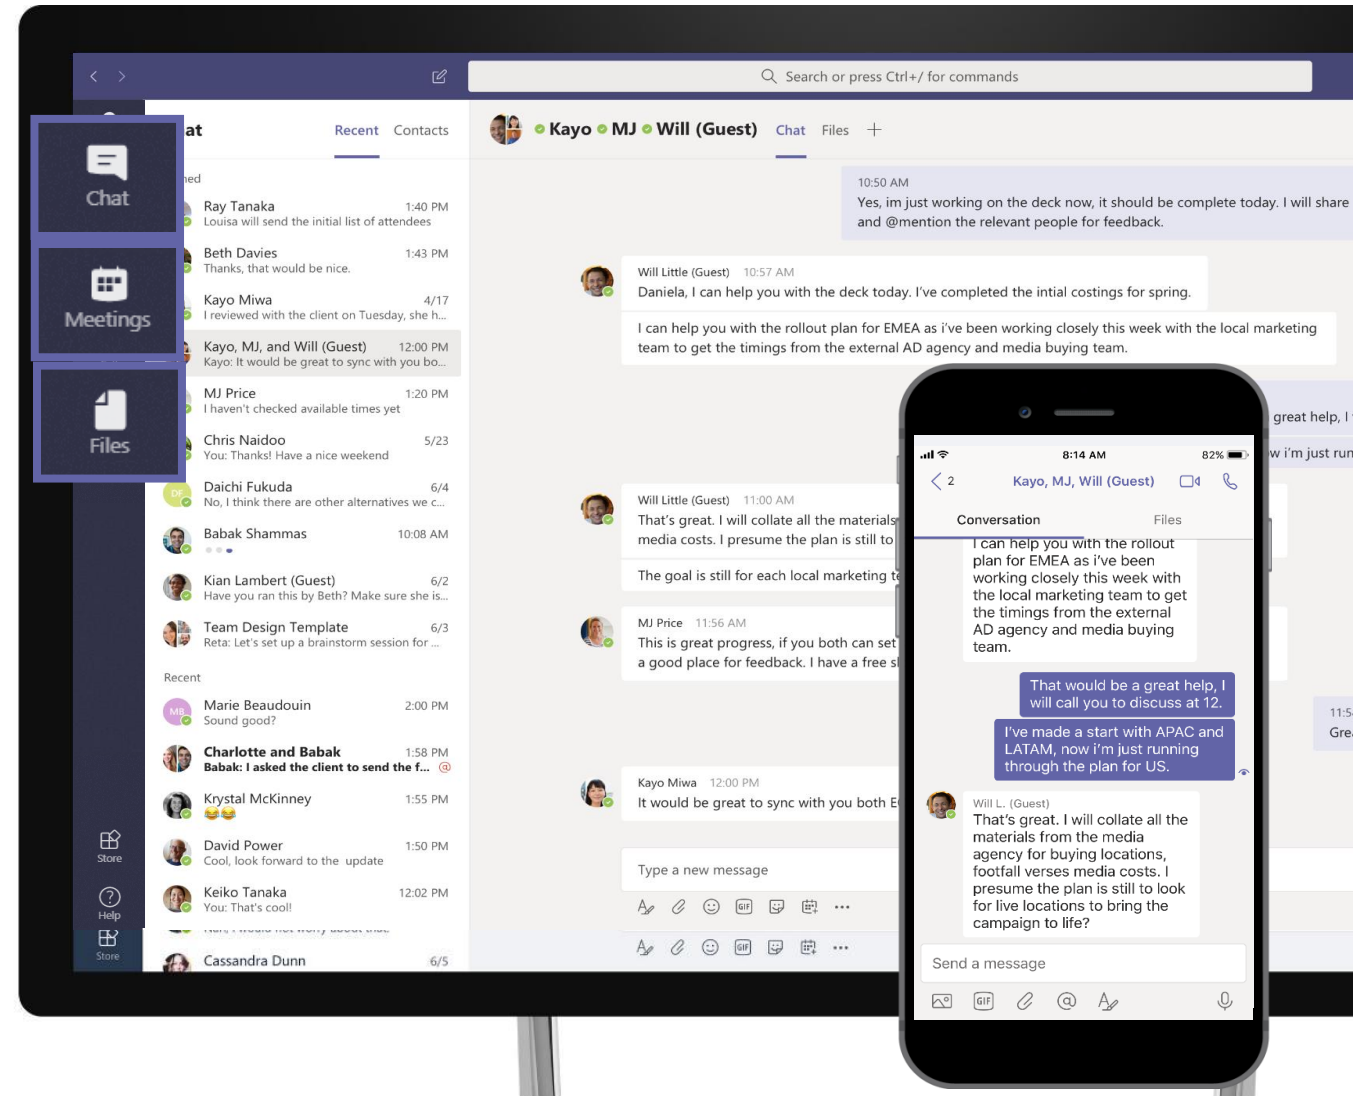 Search or press Ctrl+/ for commands
Chat
Meetings
Files
Store
Help
Store
at
Recent
Contacts
ned
Ray Tanaka 1:40 PM
Louisa will send the initial list of attendees
Beth Davies 1:43 PM
Thanks, that would be nice.
Kayo Miwa 4/17
I reviewed with the client on Tuesday, she h...
Kayo, MJ, and Will (Guest) 12:00 PM
Kayo: It would be great to sync with you bo...
MJ Price 1:20 PM
I haven't checked available times yet
Chris Naidoo 5/23
You: Thanks! Have a nice weekend
DF
Daichi Fukuda 6/4
No, I think there are other alternatives we c...
Babak Shammas 10:08 AM
Kian Lambert (Guest) 6/2
Have you ran this by Beth? Make sure she is...
Team Design Template 6/3
Reta: Let's set up a brainstorm session for ...
Recent
MB
Marie Beaudouin 2:00 PM
Sound good?
Charlotte and Babak 1:58 PM
Babak: I asked the client to send the f... @
Krystal McKinney 1:55 PM
David Power 1:50 PM
Cool, look forward to the update
Keiko Tanaka 12:02 PM
You: That's cool!
Cassandra Dunn 6/5
Kayo MJ Will (Guest) Chat Files
10:50 AM
Yes, im just working on the deck now, it should be complete today. I will share
and @mention the relevant people for feedback.
Will Little (Guest) 10:57 AM
Daniela, I can help you with the deck today. I've completed the intial costings for spring.
I can help you with the rollout plan for EMEA as i've been working closely this week with the local marketing
team to get the timings from the external AD agency and media buying team.
great help, I
w i'm just run
Will Little (Guest) 11:00 AM
That's great. I will collate all the materials
media costs. I presume the plan is still to
The goal is still for each local marketing te
MJ Price 11:56 AM
This is great progress, if you both can set
a good place for feedback. I have a free sl
11:5
Grea
Kayo Miwa 12:00 PM
It would be great to sync with you both E
Type a new message
GIF
GIF
8:14 AM 82%
2 Kayo, MJ, Will (Guest)
Conversation Files
I can help you with the rollout
plan for EMEA as i've been
working closely this week with
the local marketing team to get
the timings from the external
AD agency and media buying
team.
That would be a great help, I
will call you to discuss at 12.
I've made a start with APAC and
LATAM, now i'm just running
through the plan for US.
Will L. (Guest)
That's great. I will collate all the
materials from the media
agency for buying locations,
footfall verses media costs. I
presume the plan is still to look
for live locations to bring the
campaign to life?
Send a message
GIF